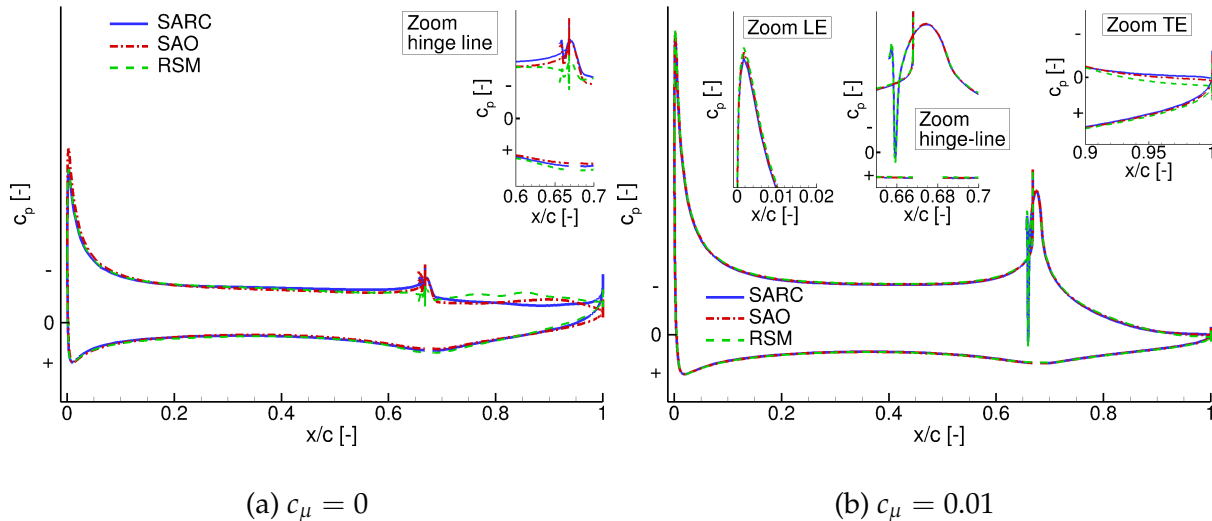 SARC
SAO
RSM
Zoom
hinge line
c_p [-]
-
0
+
0.6 0.65 0.7
x/c [-]
c_p [-]
-
0
+
0 0.2 0.4 0.6 0.8 1
x/c [-]
(a) c_μ = 0
Zoom LE
c_p [-]
0 0.01 0.02
x/c [-]
c_p [-]
-
0
+
Zoom
hinge-line
0.66 0.68 0.7
x/c [-]
Zoom TE
c_p [-]
-
0
+
0.9 0.95 1
x/c [-]
c_p [-]
-
0
+
SARC
SAO
RSM
0 0.2 0.4 0.6 0.8 1
x/c [-]
(b) c_μ = 0.01